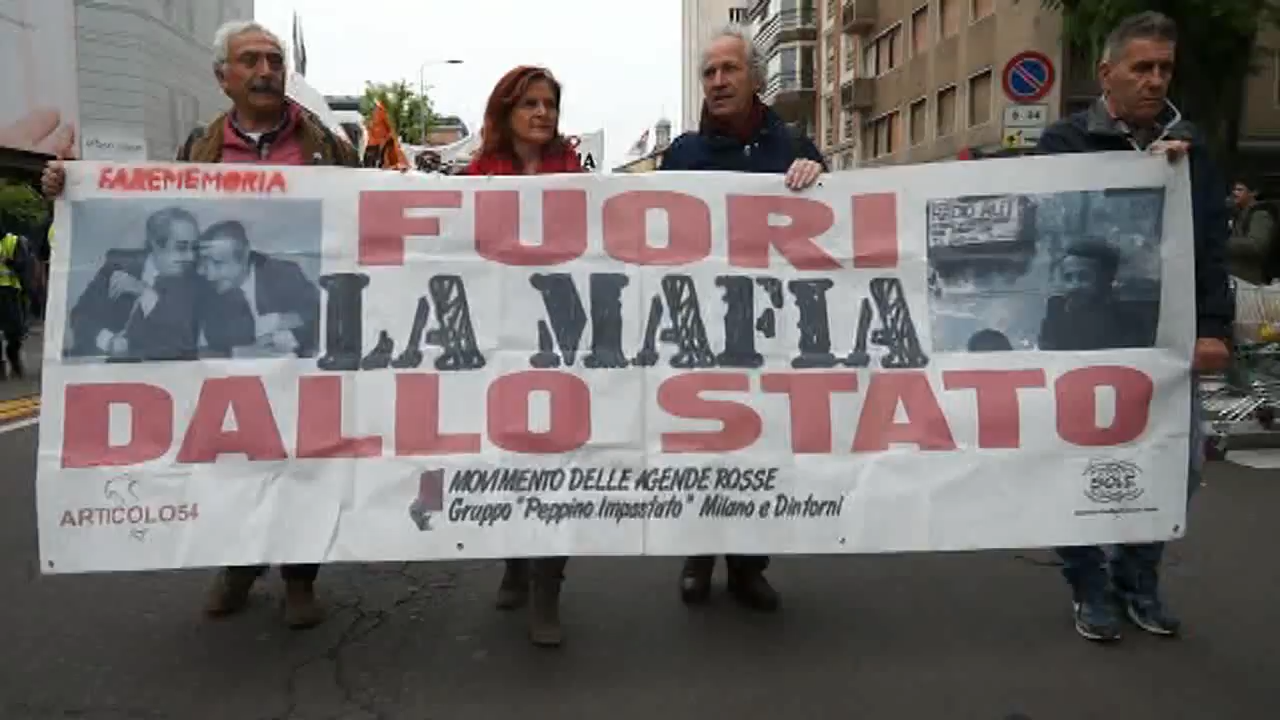 FAREMEMORIA
FUORI
LA MAFIA
DALLO STATO
MOVIMENTO DELLE AGENDE ROSSE
Gruppo "Peppino Impastato" Milano e Dintorni
ARTICOLO54